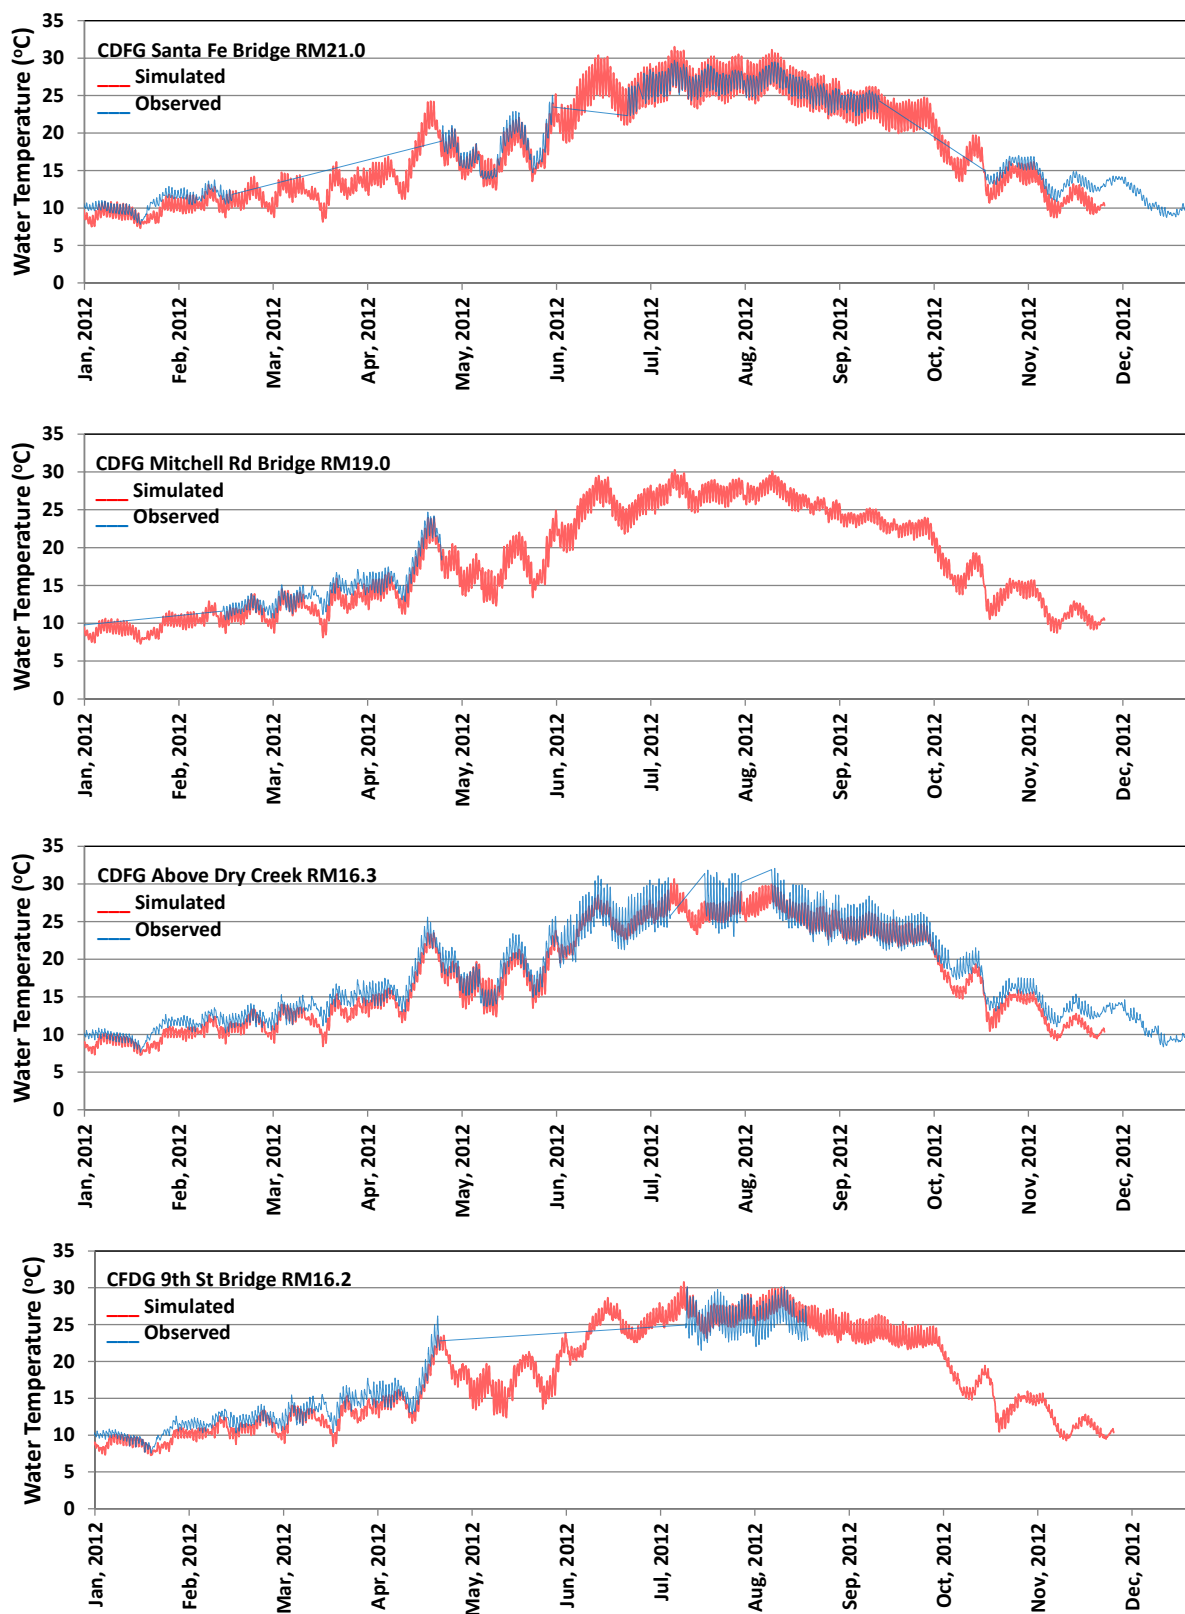 35
30
25
20
15
10
5
0
Water Temperature (ºC)
CDFG Santa Fe Bridge RM21.0
Simulated
Observed
Jan, 2012
Feb, 2012
Mar, 2012
Apr, 2012
May, 2012
Jun, 2012
Jul, 2012
Aug, 2012
Sep, 2012
Oct, 2012
Nov, 2012
Dec, 2012
35
30
25
20
15
10
5
0
Water Temperature (ºC)
CDFG Mitchell Rd Bridge RM19.0
Simulated
Observed
Jan, 2012
Feb, 2012
Mar, 2012
Apr, 2012
May, 2012
Jun, 2012
Jul, 2012
Aug, 2012
Sep, 2012
Oct, 2012
Nov, 2012
Dec, 2012
35
30
25
20
15
10
5
0
Water Temperature (ºC)
CDFG Above Dry Creek RM16.3
Simulated
Observed
Jan, 2012
Feb, 2012
Mar, 2012
Apr, 2012
May, 2012
Jun, 2012
Jul, 2012
Aug, 2012
Sep, 2012
Oct, 2012
Nov, 2012
Dec, 2012
35
30
25
20
15
10
5
0
Water Temperature (ºC)
CFDG 9th St Bridge RM16.2
Simulated
Observed
Jan, 2012
Feb, 2012
Mar, 2012
Apr, 2012
May, 2012
Jun, 2012
Jul, 2012
Aug, 2012
Sep, 2012
Oct, 2012
Nov, 2012
Dec, 2012